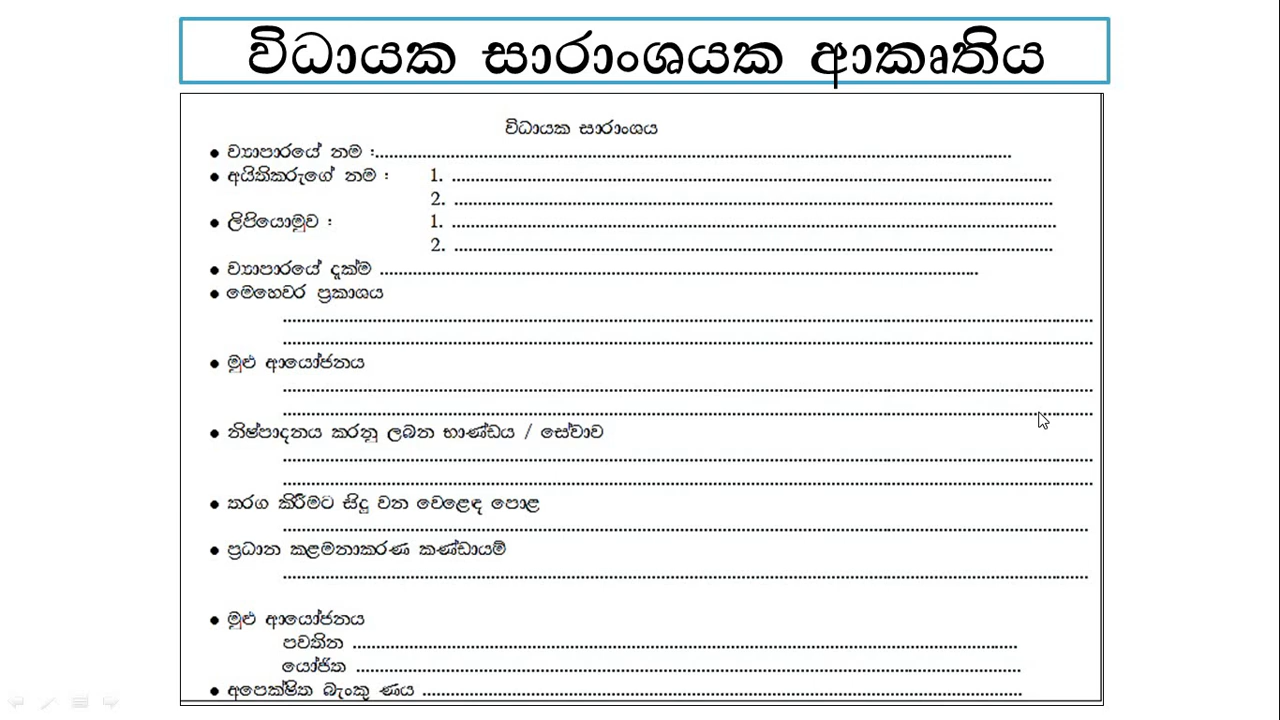 විධායක සාරාංශයක ආකෘතිය
විධායක සාරාංශය
● ව්‍යාපාරයේ නම :................................................................
● අයිතිකරුගේ නම : 1. ................................................................
2. ................................................................
● ලිපියොමුව : 1. ................................................................
2. ................................................................
● ව්‍යාපාරයේ දැක්ම ................................................................
● මෙහෙවර ප්‍රකාශය
................................................................
................................................................
● මුළු ආයෝජනය
................................................................
................................................................
● නිෂ්පාදනය කරනු ලබන භාණ්ඩය / සේවාව
................................................................
................................................................
● තරග කිරීමට සිදු වන වෙළෙඳ පොළ
................................................................
● ප්‍රධාන කළමනාකරණ කණ්ඩායම්
................................................................
● මුළු ආයෝජනය
පවතින ................................................................
යෝජිත ................................................................
● අපෙක්ෂිත බැංකු ණය ................................................................